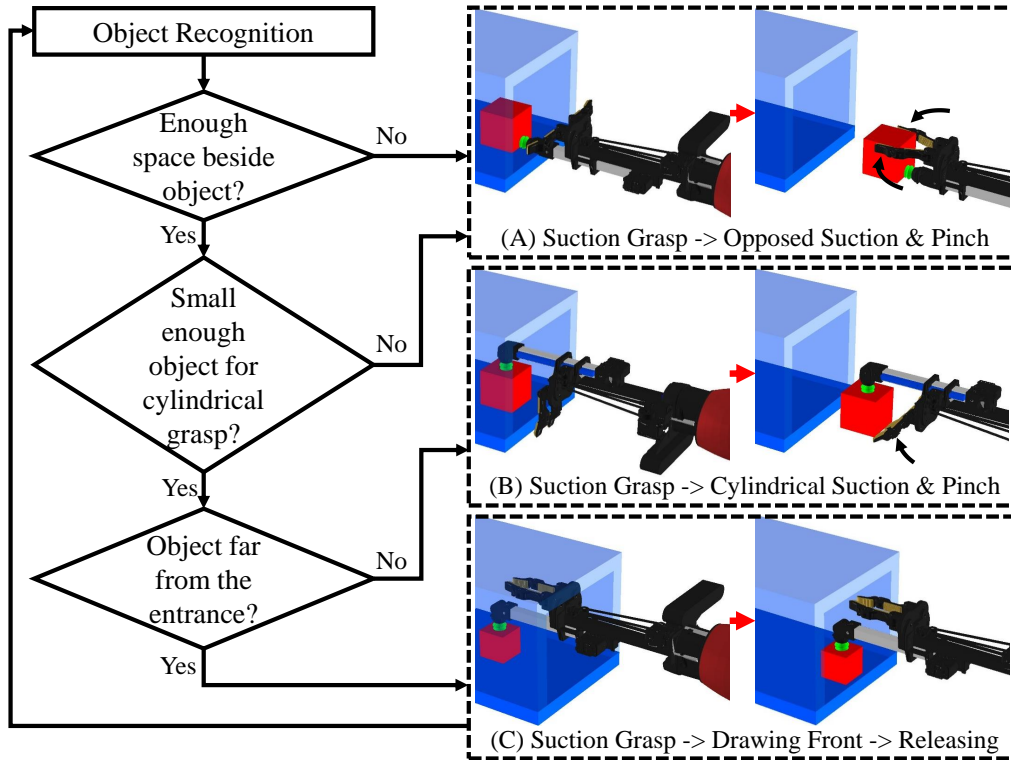 Object Recognition
Enough
space beside
object?
No
Yes
Small
enough
object for
cylindrical
grasp?
No
Yes
Object far
from the
entrance?
No
Yes
(A) Suction Grasp -> Opposed Suction & Pinch
(B) Suction Grasp -> Cylindrical Suction & Pinch
(C) Suction Grasp -> Drawing Front -> Releasing